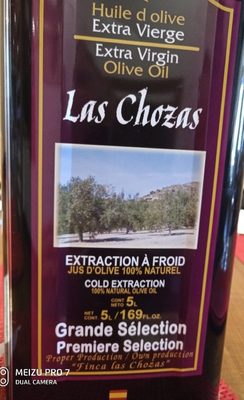 Huile d olive
Extra Vierge
Extra Virgin
Olive Oil
Las Chozas
EXTRACTION À FROID
JUS D'OLIVE 100% NATUREL
COLD EXTRACTION
100% NATURAL OLIVE OIL
CONT NETO 5L
NET CONT. 5L / 169 FL. OZ.
Grande Sélection
Premiere Selection
Proper Production / Own production
"Finca las Chozas"
MEIZU PRO 7
DUAL CAMERA